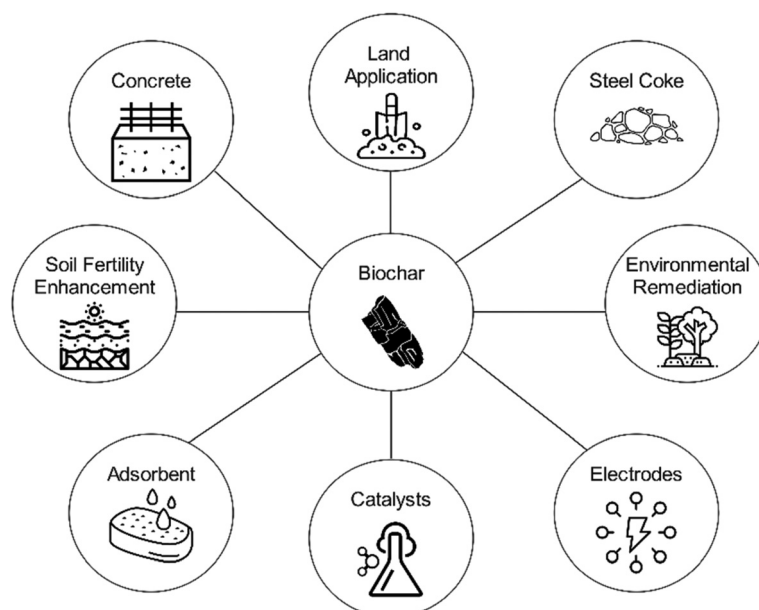 Land
Application
Concrete
Steel Coke
Soil Fertility
Enhancement
Biochar
Environmental
Remediation
Adsorbent
Catalysts
Electrodes